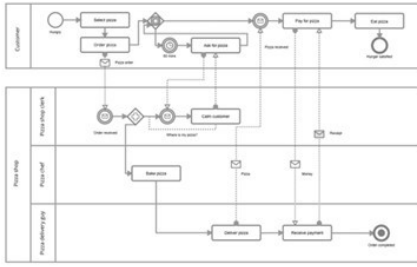 Customer
Hungry
Select pizza
Order pizza
Pizza order
60 mins
Ask for pizza
Pizza received
Pay for pizza
Eat pizza
Hunger satisfied
Pizza shop
Pizza shop clerk
Order received
Where is my pizza?
Calm customer
Pizza chef
Bake pizza
Pizza
Money
Receipt
Pizza delivery guy
Deliver pizza
Receive payment
Order completed